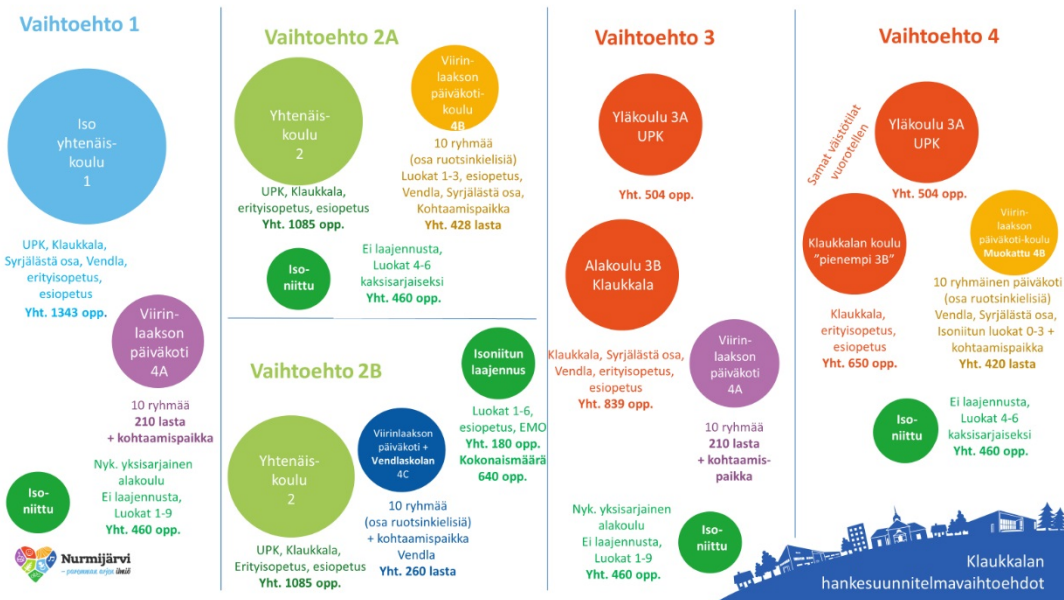 Vaihtoehto 1
Iso
yhtenäis-
koulu
1
UPK, Klaukkala,
Syrjälästä osa, Vendla,
erityisopetus,
esiopetus
Yht. 1343 opp.
Viirin-
laakson
päiväkoti
4A
10 ryhmää
210 lasta
+ kohtaamispaikka
Iso-
niittu
Nyk. yksisarjainen
alakoulu
Ei laajennusta,
Luokat 1-9
Yht. 460 opp.
Nurmijärvi
Vaihtoehto 2A
Yhtenäis-
koulu
2
UPK, Klaukkala,
erityisopetus, esiopetus
Yht. 1085 opp.
Viirin-
laakson
päiväkoti-
koulu
4B
10 ryhmää
(osa ruotsinkielisiä)
Luokat 1-3, esiopetus,
Vendla, Syrjälästä osa,
Kohtaamispaikka
Yht. 428 lasta
Iso-
niittu
Ei laajennusta,
Luokat 4-6
kaksisarjaiseksi
Yht. 460 opp.
Vaihtoehto 2B
Yhtenäis-
koulu
2
UPK, Klaukkala,
Erityisopetus, esiopetus
Yht. 1085 opp.
Viirinlaakson
päiväkoti +
Vendlaskolan
4C
10 ryhmää
(osa ruotsinkielisiä)
+ kohtaamispaikka
Vendla
Yht. 260 lasta
Isoniitun
laajennus
Luokat 1-6,
esiopetus, EMO
Yht. 180 opp.
Kokonaismäärä
640 opp.
Vaihtoehto 3
Yläkoulu 3A
UPK
Yht. 504 opp.
Alakoulu 3B
Klaukkala
Klaukkala, Syrjälästä osa,
Vendla, erityisopetus,
esiopetus
Yht. 839 opp.
Viirin-
laakson
päiväkoti
4A
10 ryhmää
210 lasta
+ kohtaamis-
paikka
Nyk. yksisarjainen
alakoulu
Ei laajennusta,
Luokat 1-9
Yht. 460 opp.
Iso-
niittu
Vaihtoehto 4
Samat väistötilat
vuorotellen
Yläkoulu 3A
UPK
Yht. 504 opp.
Klaukkalan koulu
"pienempi 3B"
Klaukkala,
erityisopetus,
esiopetus
Yht. 650 opp.
Viirin-
laakson
päiväkoti-koulu
Muokattu 4B
10 ryhmäinen päiväkoti
(osa ruotsinkielisiä)
Vendla, Syrjälästä osa,
Isoniitun luokat 0-3 +
kohtaamispaikka
Yht. 420 lasta
Iso-
niittu
Ei laajennusta,
Luokat 4-6
kaksisarjaiseksi
Yht. 460 opp.
Klaukkalan
hankesuunnitelmavaihtoehdot